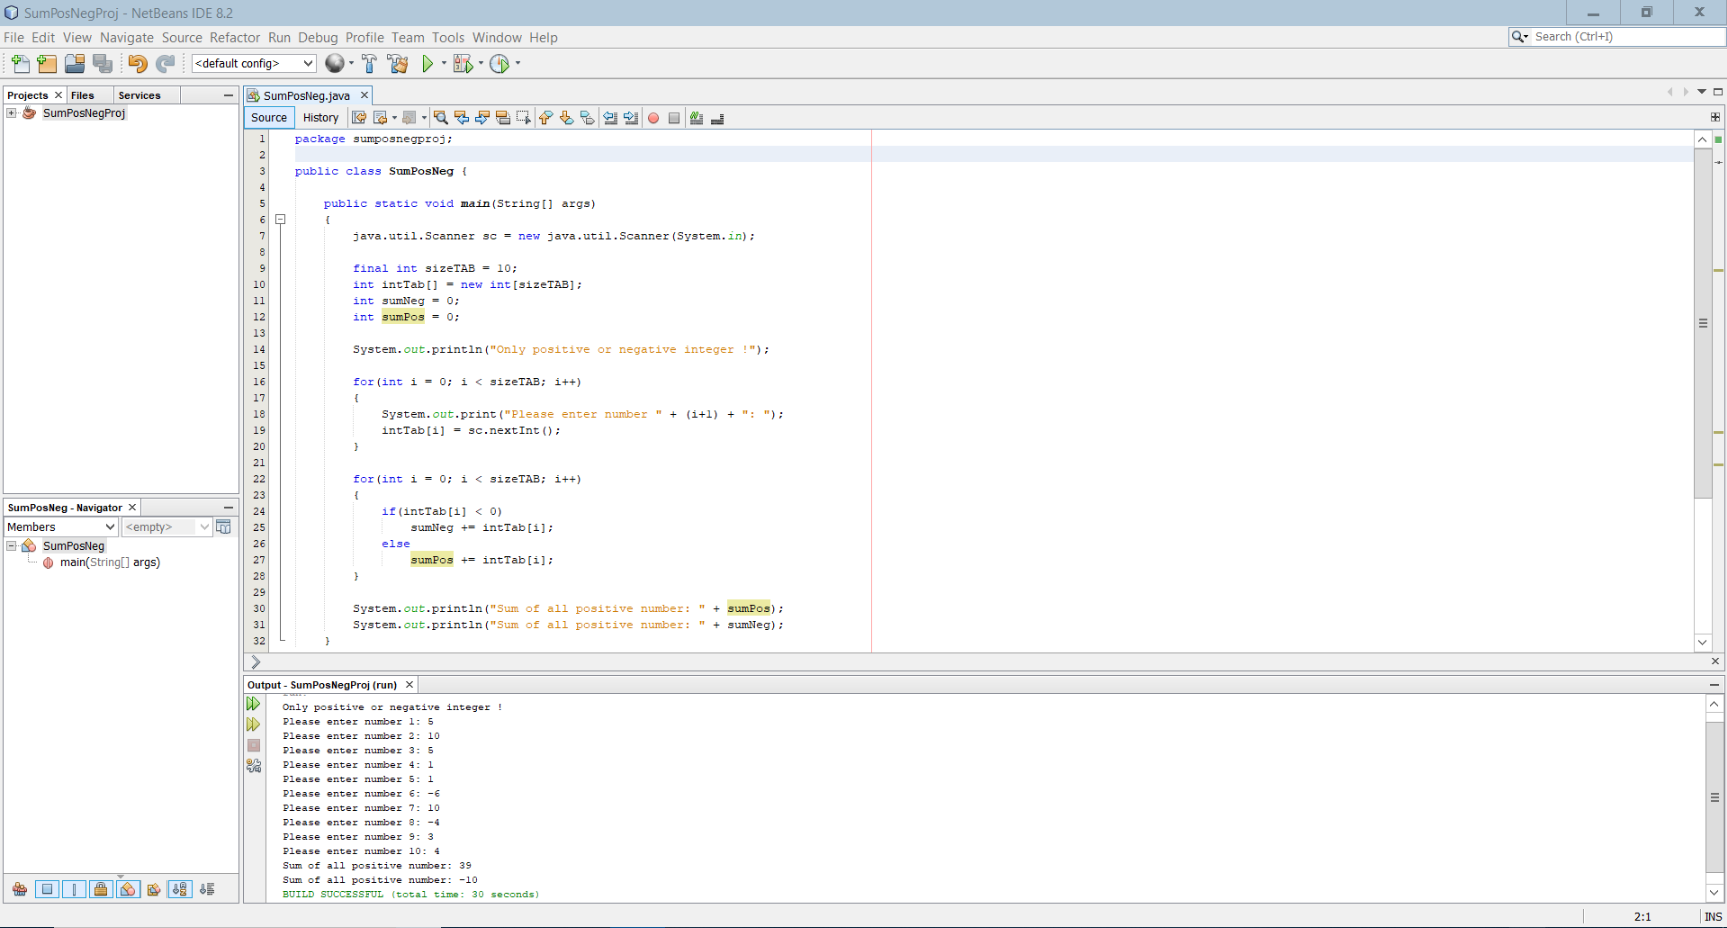 SumPosNegProj - NetBeans IDE 8.2
File Edit View Navigate Source Refactor Run Debug Profile Team Tools Window Help
Search (Ctrl+I)
<default config>
Projects Files Services
SumPosNegProj
SumPosNeg - Navigator
Members <empty>
SumPosNeg
main(String[] args)
SumPosNeg.java
Source History
1 package sumposnegproj;
2
3 public class SumPosNeg {
4
5 public static void main(String[] args)
6 {
7 java.util.Scanner sc = new java.util.Scanner(System.in);
8
9 final int sizeTAB = 10;
10 int intTab[] = new int[sizeTAB];
11 int sumNeg = 0;
12 int sumPos = 0;
13
14 System.out.println("Only positive or negative integer !");
15
16 for(int i = 0; i < sizeTAB; i++)
17 {
18 System.out.print("Please enter number " + (i+1) + ": ");
19 intTab[i] = sc.nextInt();
20 }
21
22 for(int i = 0; i < sizeTAB; i++)
23 {
24 if(intTab[i] < 0)
25 sumNeg += intTab[i];
26 else
27 sumPos += intTab[i];
28 }
29
30 System.out.println("Sum of all positive number: " + sumPos);
31 System.out.println("Sum of all positive number: " + sumNeg);
32 }
Output - SumPosNegProj (run)
Only positive or negative integer !
Please enter number 1: 5
Please enter number 2: 10
Please enter number 3: 5
Please enter number 4: 1
Please enter number 5: 1
Please enter number 6: -6
Please enter number 7: 10
Please enter number 8: -4
Please enter number 9: 3
Please enter number 10: 4
Sum of all positive number: 39
Sum of all positive number: -10
BUILD SUCCESSFUL (total time: 30 seconds)
2:1 INS